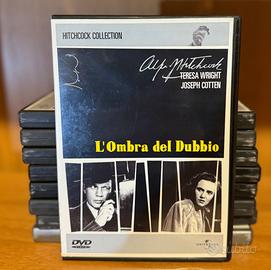 HITCHCOCK COLLECTION
Alfred Hitchcock
TERESA WRIGHT
JOSEPH COTTEN
L'Ombra del Dubbio
DVD
UNIVERSAL